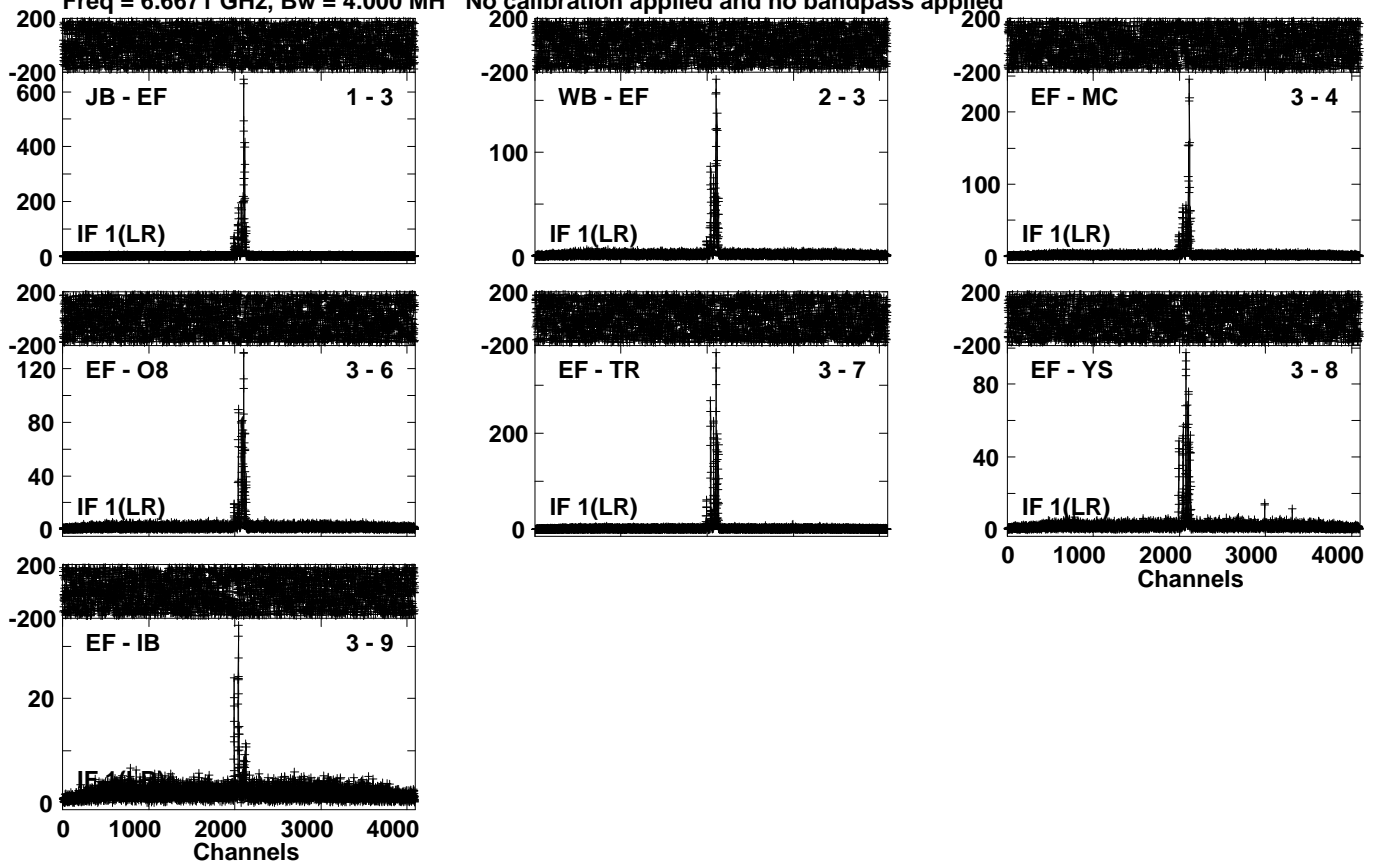 Freq = 6.6671 GHz, Bw = 4.000 MH No calibration applied and no bandpass applied
200
-200
600
400
200
0
JB - EF 1 - 3
IF 1(LR)
-200
100
0
WB - EF 2 - 3
IF 1(LR)
200
-200
200
100
0
EF - MC 3 - 4
IF 1(LR)
200
-200
120
80
40
0
EF - O8 3 - 6
IF 1(LR)
-200
200
0
EF - TR 3 - 7
IF 1(LR)
200
-200
80
40
0
EF - YS 3 - 8
IF 1(LR)
0 1000 2000 3000 4000
Channels
200
-200
20
0
EF - IB 3 - 9
IF 1(LR)
0 1000 2000 3000 4000
Channels